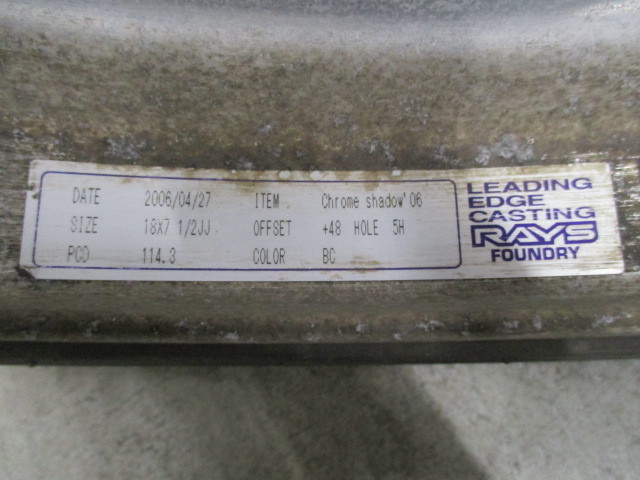 DATE 2006/04/27 ITEM Chrome shadow'06
SIZE 18X7 1/2JJ OFFSET +48 HOLE 5H
PCD 114.3 COLOR BC
LEADING
EDGE
CASTING
RAYS
FOUNDRY